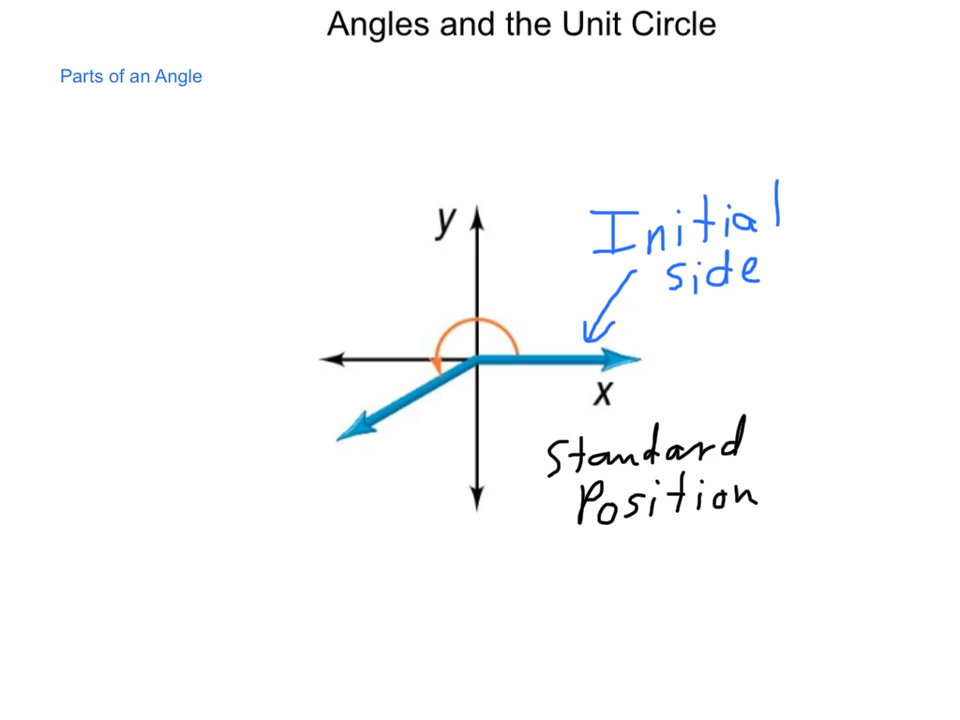 Angles and the Unit Circle
Parts of an Angle
y
Initial
side
x
Standard
Position